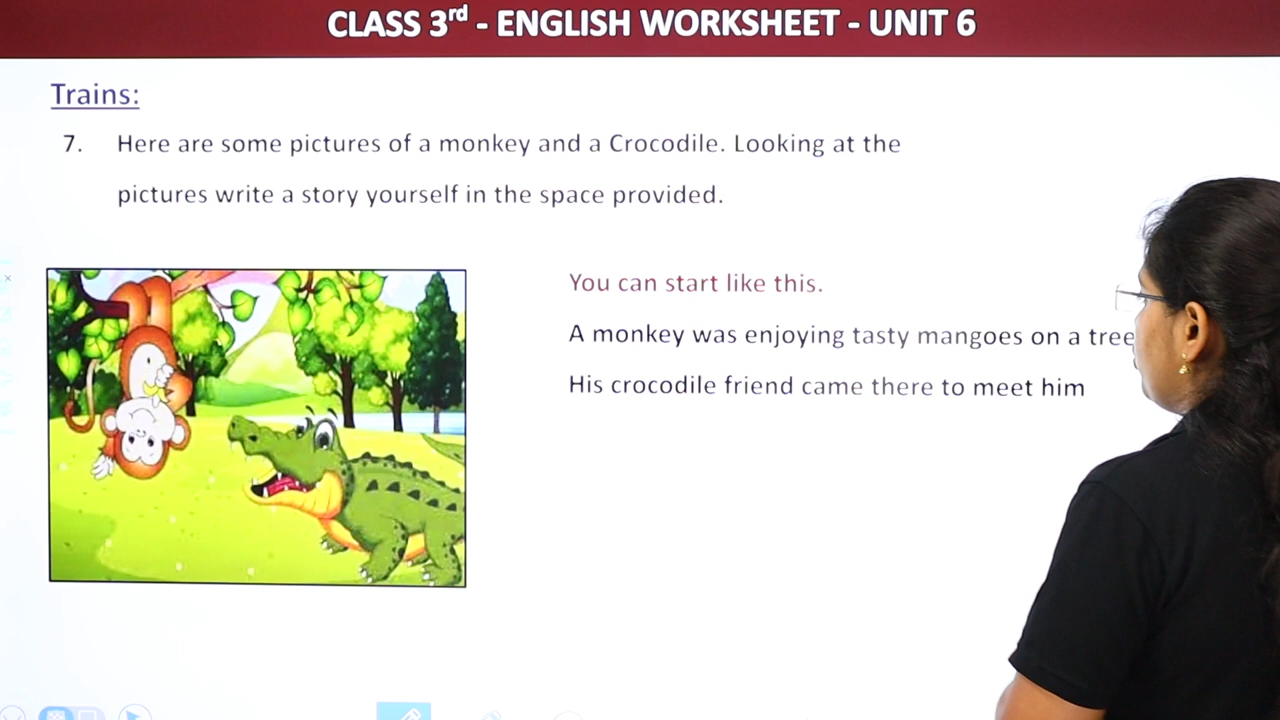 CLASS 3rd - ENGLISH WORKSHEET - UNIT 6
Trains:
7. Here are some pictures of a monkey and a Crocodile. Looking at the
pictures write a story yourself in the space provided.
You can start like this.
A monkey was enjoying tasty mangoes on a tree
His crocodile friend came there to meet him